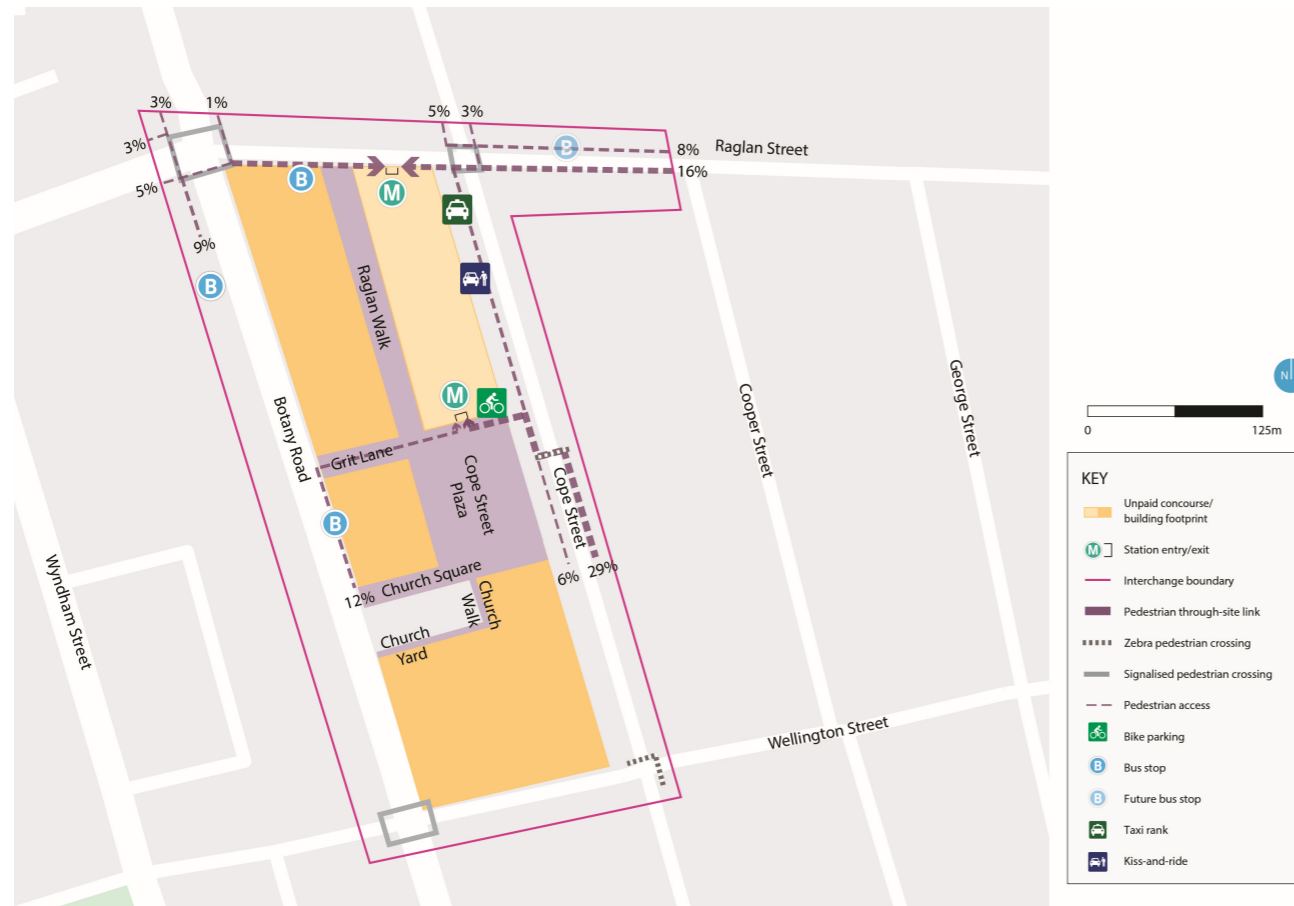 3%
1%
5%
3%
3%
5%
9%
B
B
M
B
Raglan Street
8%
16%
Raglan Walk
M
Botany Road
Grit Lane
B
Cope Street
Plaza
Cope Street
Church Square
12%
Church
Walk
6%
29%
Church
Yard
Wyndham Street
Cooper Street
George Street
Wellington Street
N
0
125m
KEY
Unpaid concourse/
building footprint
M
Station entry/exit
Interchange boundary
Pedestrian through-site link
Zebra pedestrian crossing
Signalised pedestrian crossing
Pedestrian access
Bike parking
B
Bus stop
B
Future bus stop
Taxi rank
Kiss-and-ride